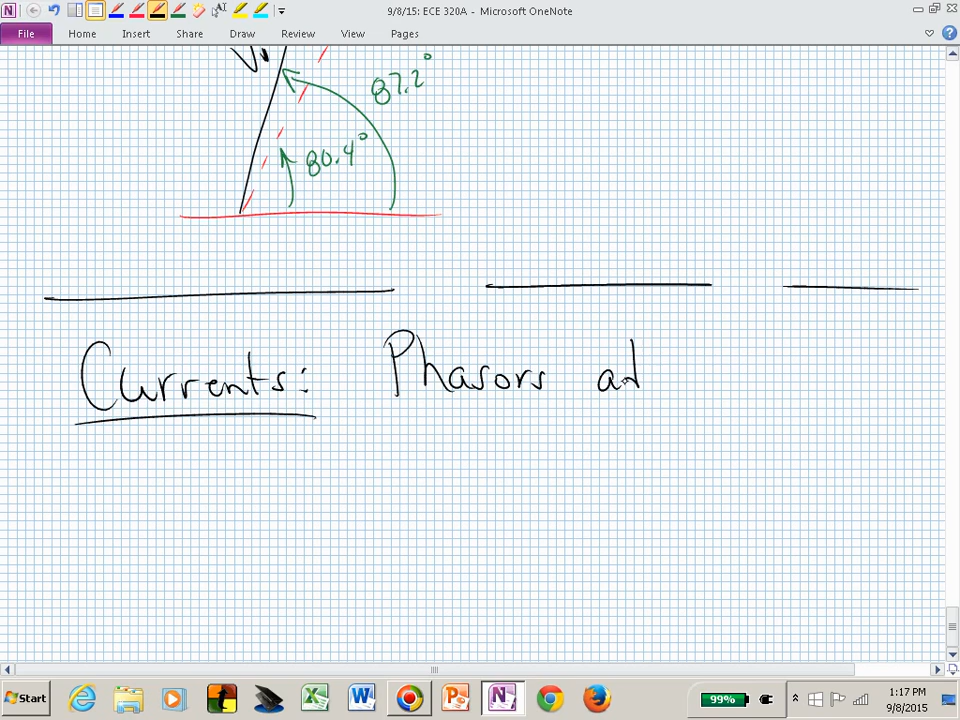 9/8/15: ECE 320A - Microsoft OneNote
File Home Insert Share Draw Review View Pages
87.2°
80.4°
Currents: Phasors ad
99%
1:17 PM
9/8/2015
Start